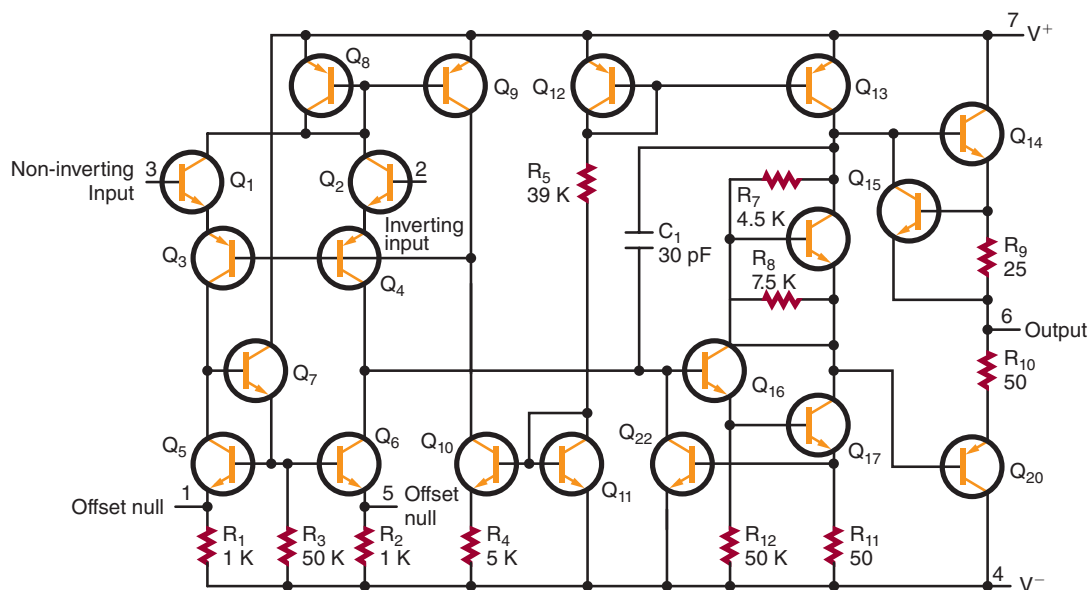 7
V+
Q8
Q9
Q12
Q13
Q14
Non-inverting
Input
3
Q1
Q2
2
R5
39 K
Q15
R7
4.5 K
Inverting
input
Q3
Q4
C1
30 pF
R8
7.5 K
R9
25
6
Output
Q7
Q16
R10
50
Q5
Q6
Q10
Q11
Q22
Q17
Q20
Offset null
1
5
Offset
null
R1
1 K
R3
50 K
R2
1 K
R4
5 K
R12
50 K
R11
50
4
V−